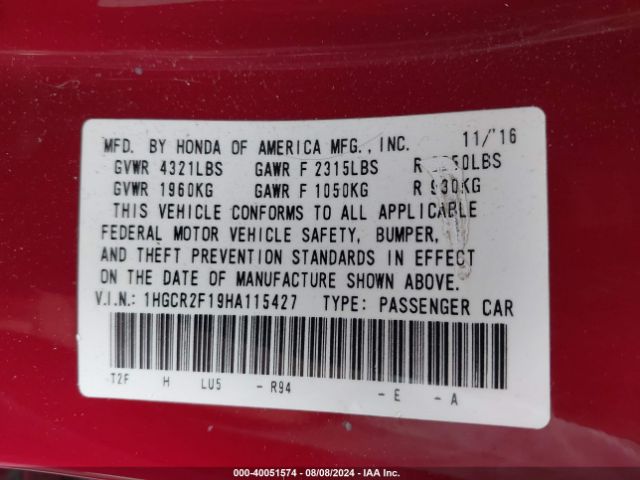 MFD. BY HONDA OF AMERICA MFG., INC. 11/'16
GVWR 4321LBS GAWR F 2315LBS R 50LBS
GVWR 1960KG GAWR F 1050KG R 930KG
THIS VEHICLE CONFORMS TO ALL APPLICABLE
FEDERAL MOTOR VEHICLE SAFETY, BUMPER,
AND THEFT PREVENTION STANDARDS IN EFFECT
ON THE DATE OF MANUFACTURE SHOWN ABOVE.
V.I.N.: 1HGCR2F19HA115427 TYPE: PASSENGER CAR
T2F H LU5 - R94 - E - A
000-40051574 - 08/08/2024 - IAA Inc.